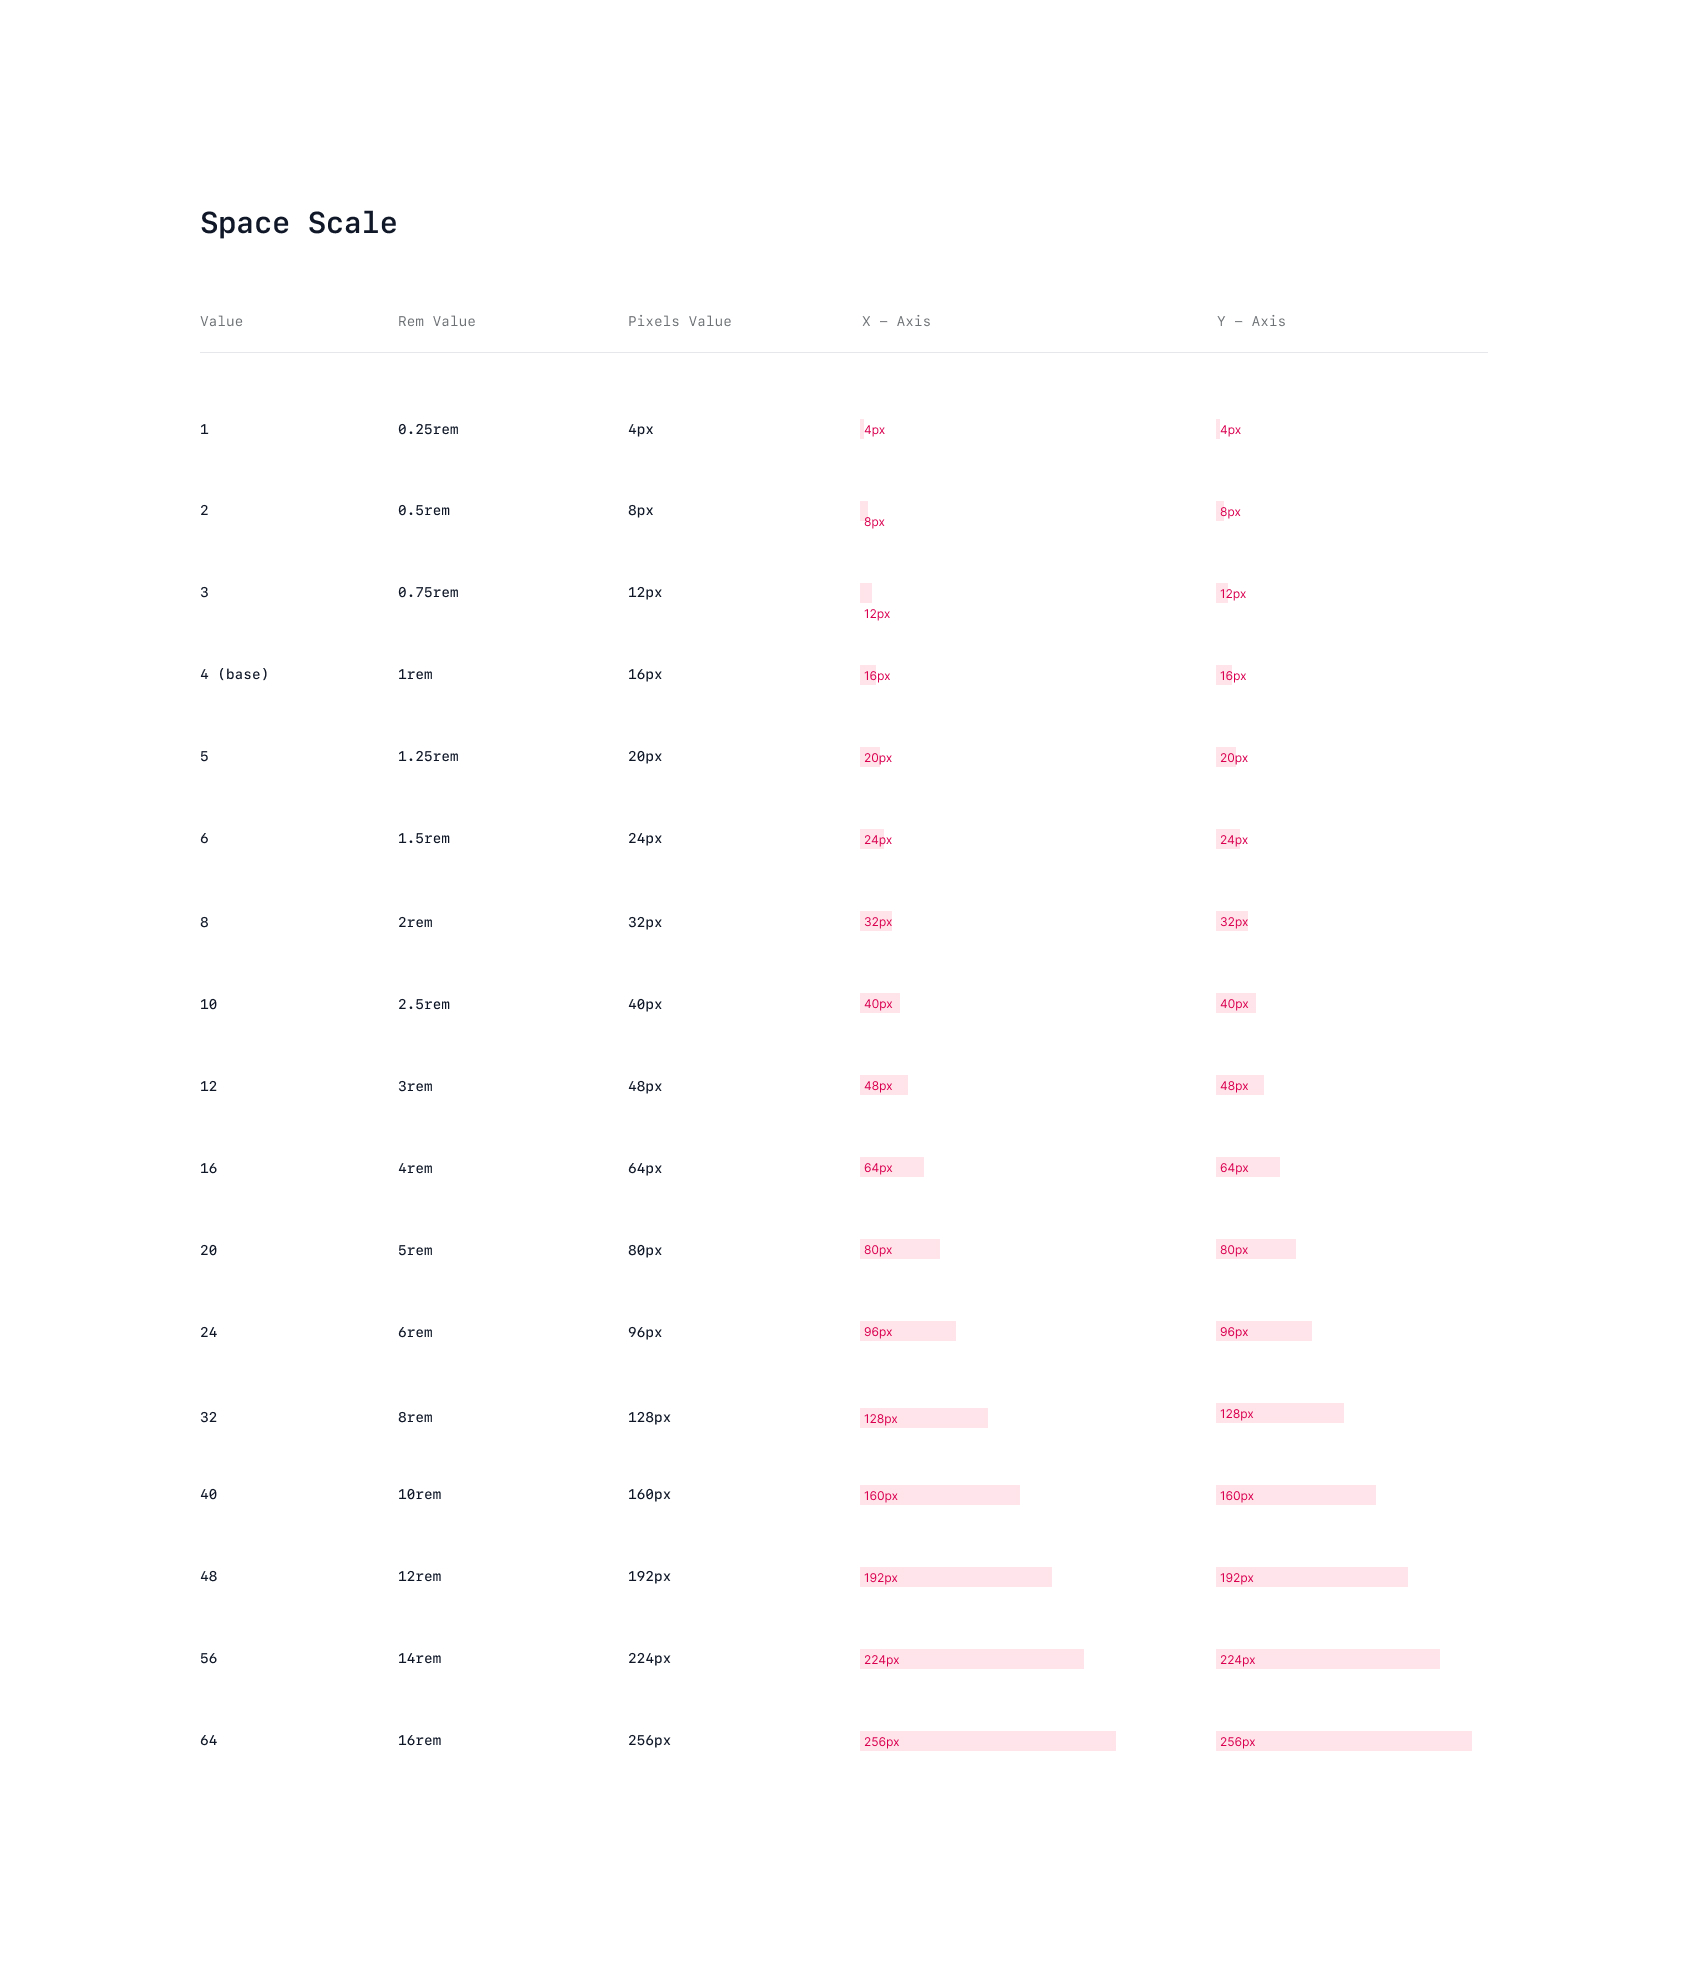 Space Scale
Value Rem Value Pixels Value X – Axis Y – Axis
1 0.25rem 4px 4px 4px
2 0.5rem 8px 8px 8px
3 0.75rem 12px 12px 12px
4 (base) 1rem 16px 16px 16px
5 1.25rem 20px 20px 20px
6 1.5rem 24px 24px 24px
8 2rem 32px 32px 32px
10 2.5rem 40px 40px 40px
12 3rem 48px 48px 48px
16 4rem 64px 64px 64px
20 5rem 80px 80px 80px
24 6rem 96px 96px 96px
32 8rem 128px 128px 128px
40 10rem 160px 160px 160px
48 12rem 192px 192px 192px
56 14rem 224px 224px 224px
64 16rem 256px 256px 256px